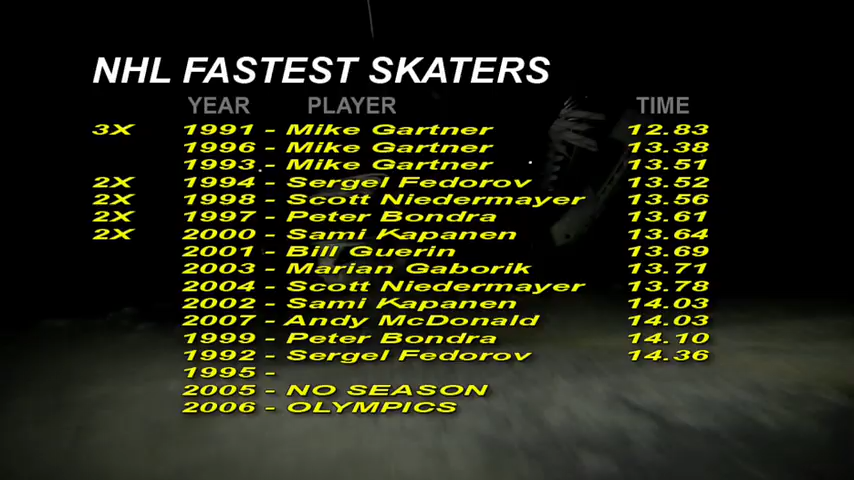 NHL FASTEST SKATERS
YEAR PLAYER TIME
3X 1991 - Mike Gartner 12.83
1996 - Mike Gartner 13.38
1993 - Mike Gartner 13.51
2X 1994 - Sergel Fedorov 13.52
2X 1998 - Scott Niedermayer 13.56
2X 1997 - Peter Bondra 13.61
2X 2000 - Sami Kapanen 13.64
2001 - Bill Guerin 13.69
2003 - Marian Gaborik 13.71
2004 - Scott Niedermayer 13.78
2002 - Sami Kapanen 14.03
2007 - Andy McDonald 14.03
1999 - Peter Bondra 14.10
1992 - Sergel Fedorov 14.36
1995 -
2005 - NO SEASON
2006 - OLYMPICS